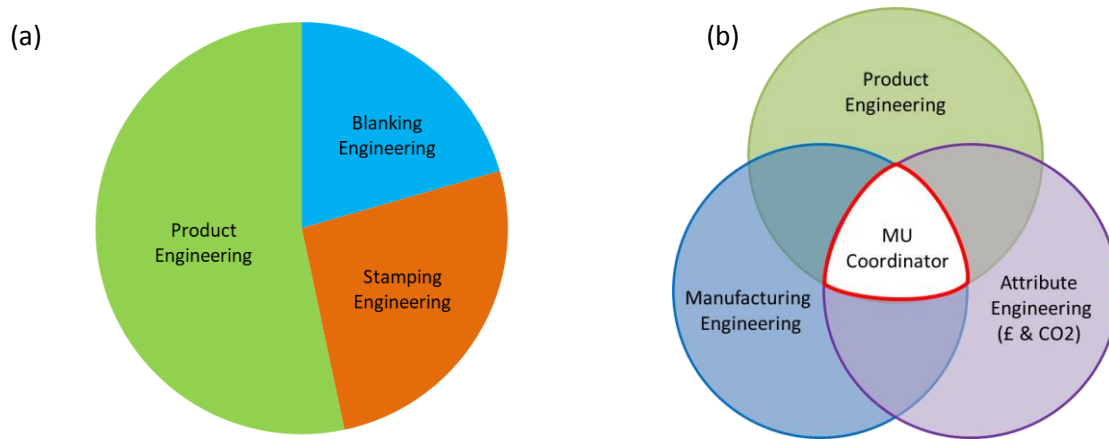 (a)
Blanking
Engineering
Product
Engineering
Stamping
Engineering
(b)
Product
Engineering
MU
Coordinator
Manufacturing
Engineering
Attribute
Engineering
(£ & CO2)